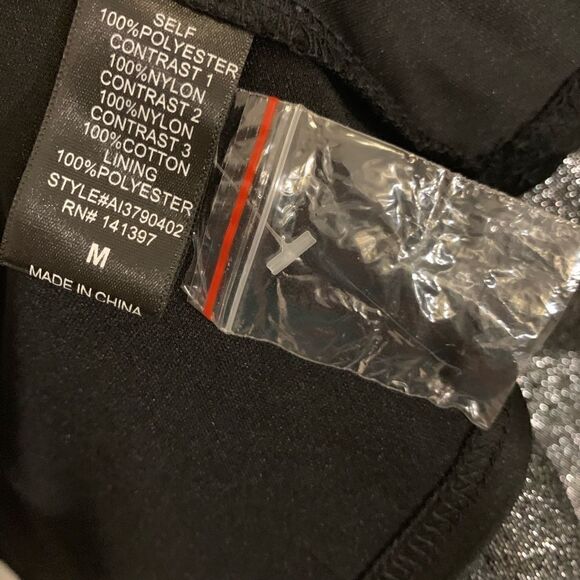 SELF
100%POLYESTER
CONTRAST 1
100%NYLON
CONTRAST 2
100%NYLON
CONTRAST 3
100%COTTON
LINING
100%POLYESTER
STYLE#AI3790402
RN# 141397
M
MADE IN CHINA